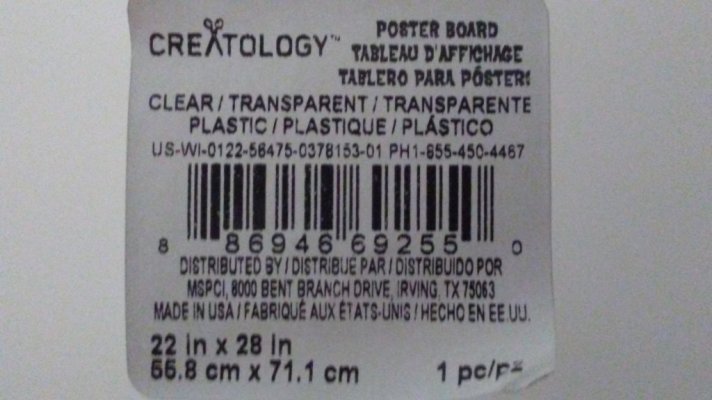 CREATOLOGY™
POSTER BOARD
TABLEAU D'AFFICHAGE
TABLERO PARA PÓSTERS
CLEAR / TRANSPARENT / TRANSPARENTE
PLASTIC / PLASTIQUE / PLÁSTICO
US-WI-0122-56475-0378153-01 PH1-855-450-4467
8 86946 69255 0
DISTRIBUTED BY / DISTRIBUE PAR / DISTRIBUIDO POR
MSPCI, 8000 BENT BRANCH DRIVE, IRVING, TX 75063
MADE IN USA / FABRIQUÉ AUX ÉTATS-UNIS / HECHO EN EE.UU.
22 in x 28 in
55.8 cm x 71.1 cm
1 pc/pz